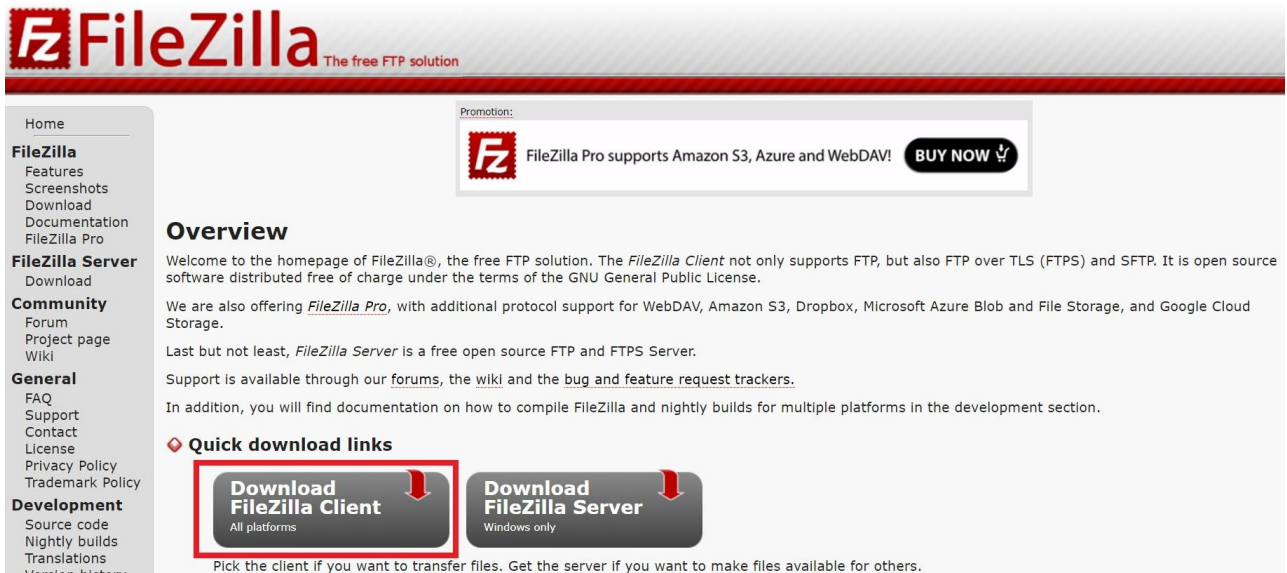 FileZilla The free FTP solution
Home
FileZilla
Features
Screenshots
Download
Documentation
FileZilla Pro
FileZilla Server
Download
Community
Forum
Project page
Wiki
General
FAQ
Support
Contact
License
Privacy Policy
Trademark Policy
Development
Source code
Nightly builds
Translations
Version history
Promotion:
FileZilla Pro supports Amazon S3, Azure and WebDAV! BUY NOW
Overview
Welcome to the homepage of FileZilla®, the free FTP solution. The FileZilla Client not only supports FTP, but also FTP over TLS (FTPS) and SFTP. It is open source
software distributed free of charge under the terms of the GNU General Public License.
We are also offering FileZilla Pro, with additional protocol support for WebDAV, Amazon S3, Dropbox, Microsoft Azure Blob and File Storage, and Google Cloud
Storage.
Last but not least, FileZilla Server is a free open source FTP and FTPS Server.
Support is available through our forums, the wiki and the bug and feature request trackers.
In addition, you will find documentation on how to compile FileZilla and nightly builds for multiple platforms in the development section.
Quick download links
Download
FileZilla Client
All platforms
Download
FileZilla Server
Windows only
Pick the client if you want to transfer files. Get the server if you want to make files available for others.